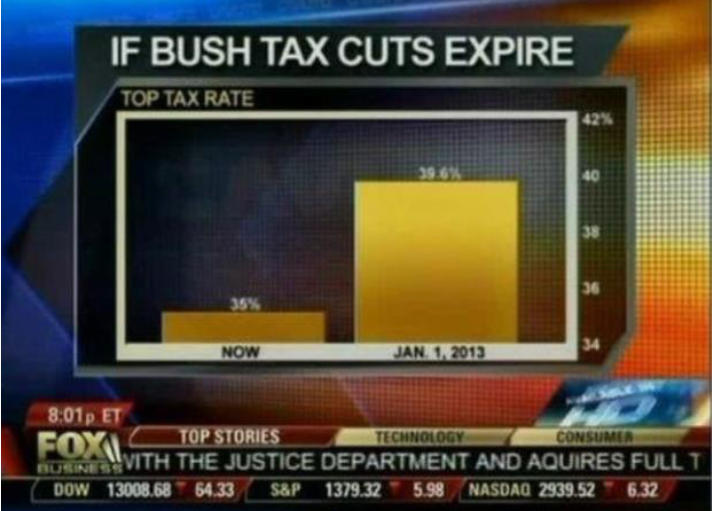 IF BUSH TAX CUTS EXPIRE
TOP TAX RATE
42%
40
38
36
34
39.6%
35%
NOW JAN. 1, 2013
8:01p ET
HD
TOP STORIES TECHNOLOGY CONSUMER
FOX
BUSINESS
WITH THE JUSTICE DEPARTMENT AND AQUIRES FULL T
DOW 13008.68 64.33 S&P 1379.32 5.98 NASDAQ 2939.52 6.32